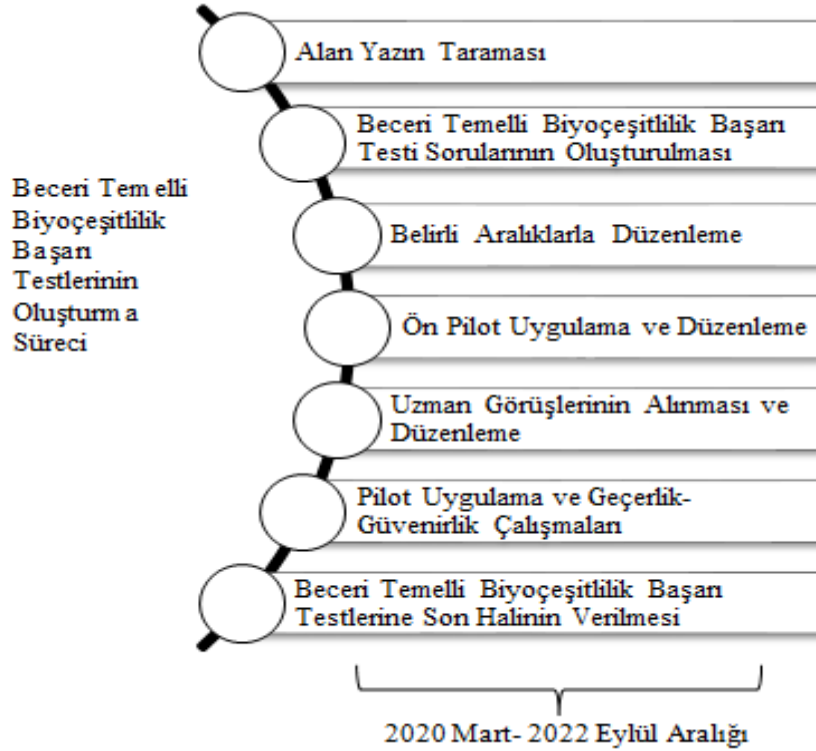 Beceri Temelli
Biyoçeşitlilik
Başarı
Testlerinin
Oluşturma
Süreci
Alan Yazın Taraması
Beceri Temelli Biyoçeşitlilik Başarı
Testi Sorularının Oluşturulması
Belirli Aralıklarla Düzenleme
Ön Pilot Uygulama ve Düzenleme
Uzman Görüşlerinin Alınması ve
Düzenleme
Pilot Uygulama ve Geçerlik-
Güvenirlik Çalışmaları
Beceri Temelli Biyoçeşitlilik Başarı
Testlerine Son Halinin Verilmesi
2020 Mart- 2022 Eylül Aralığı